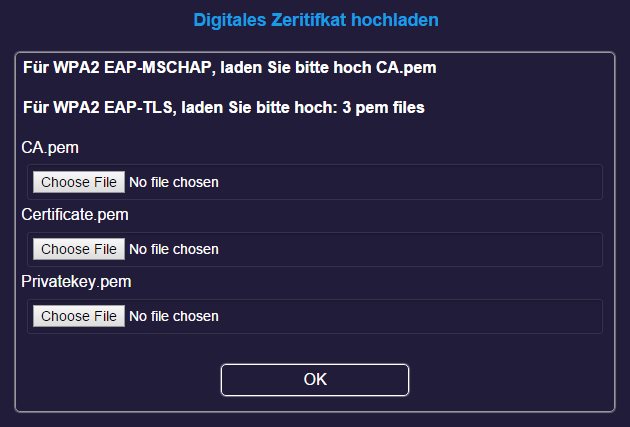 Digitales Zeritifkat hochladen
Für WPA2 EAP-MSCHAP, laden Sie bitte hoch CA.pem
Für WPA2 EAP-TLS, laden Sie bitte hoch: 3 pem files
CA.pem
Choose File No file chosen
Certificate.pem
Choose File No file chosen
Privatekey.pem
Choose File No file chosen
OK